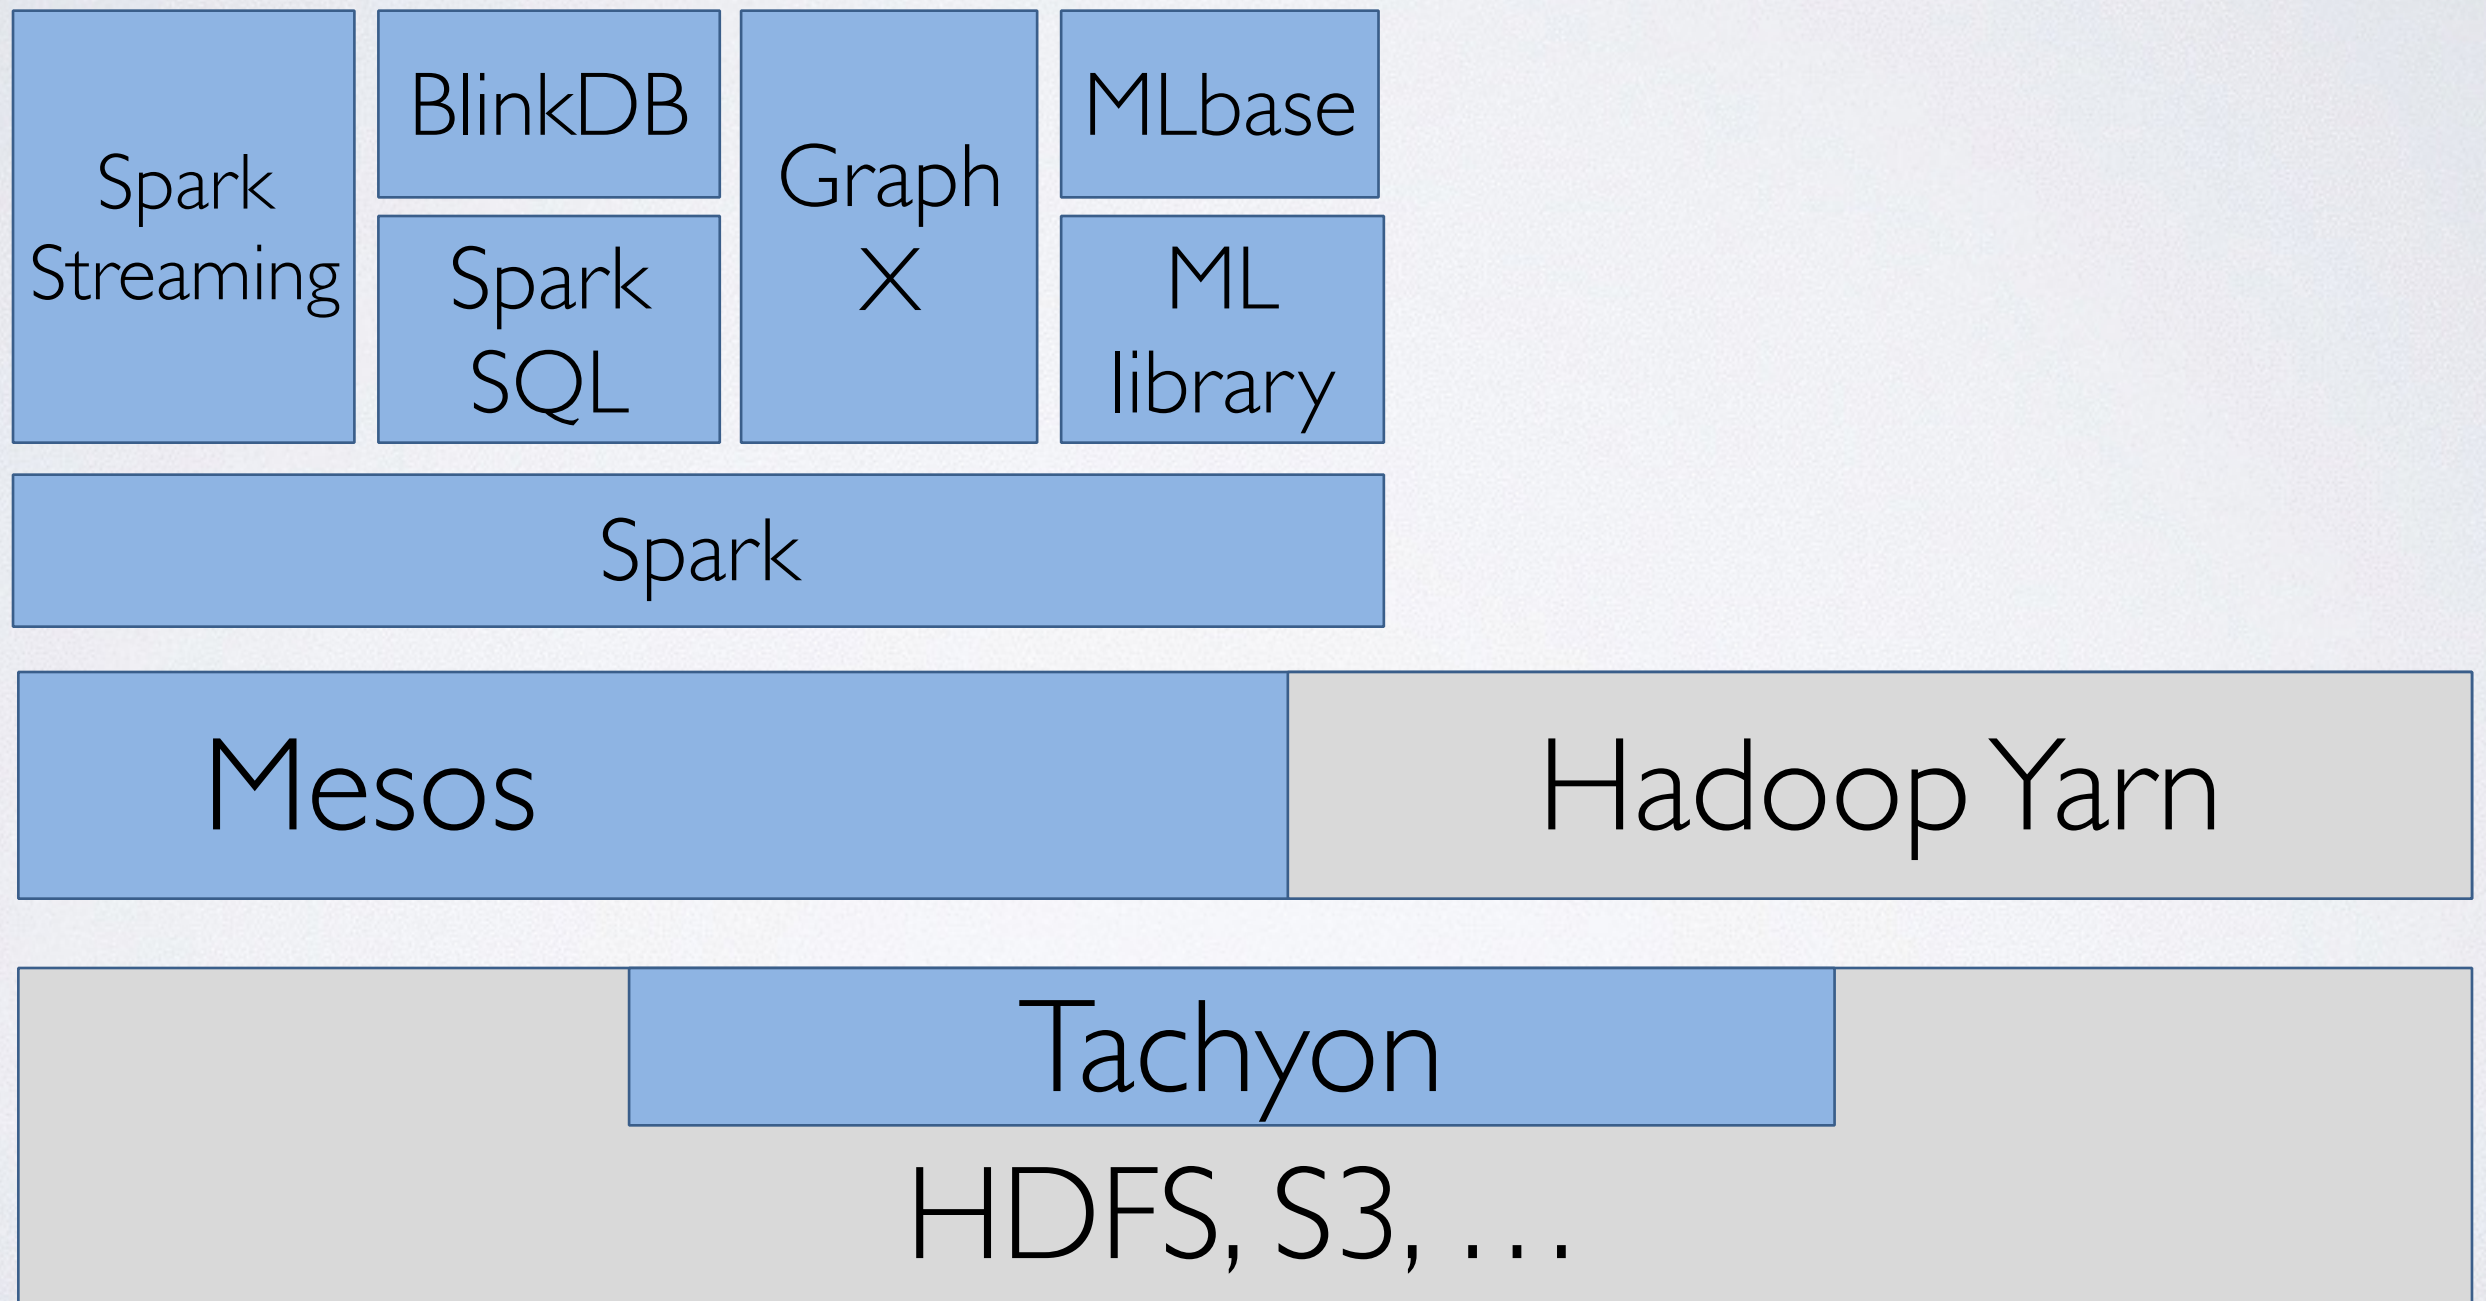 Spark
Streaming
BlinkDB
Spark
SQL
Graph
X
MLbase
ML
library
Spark
Mesos
Hadoop Yarn
Tachyon
HDFS, S3, …